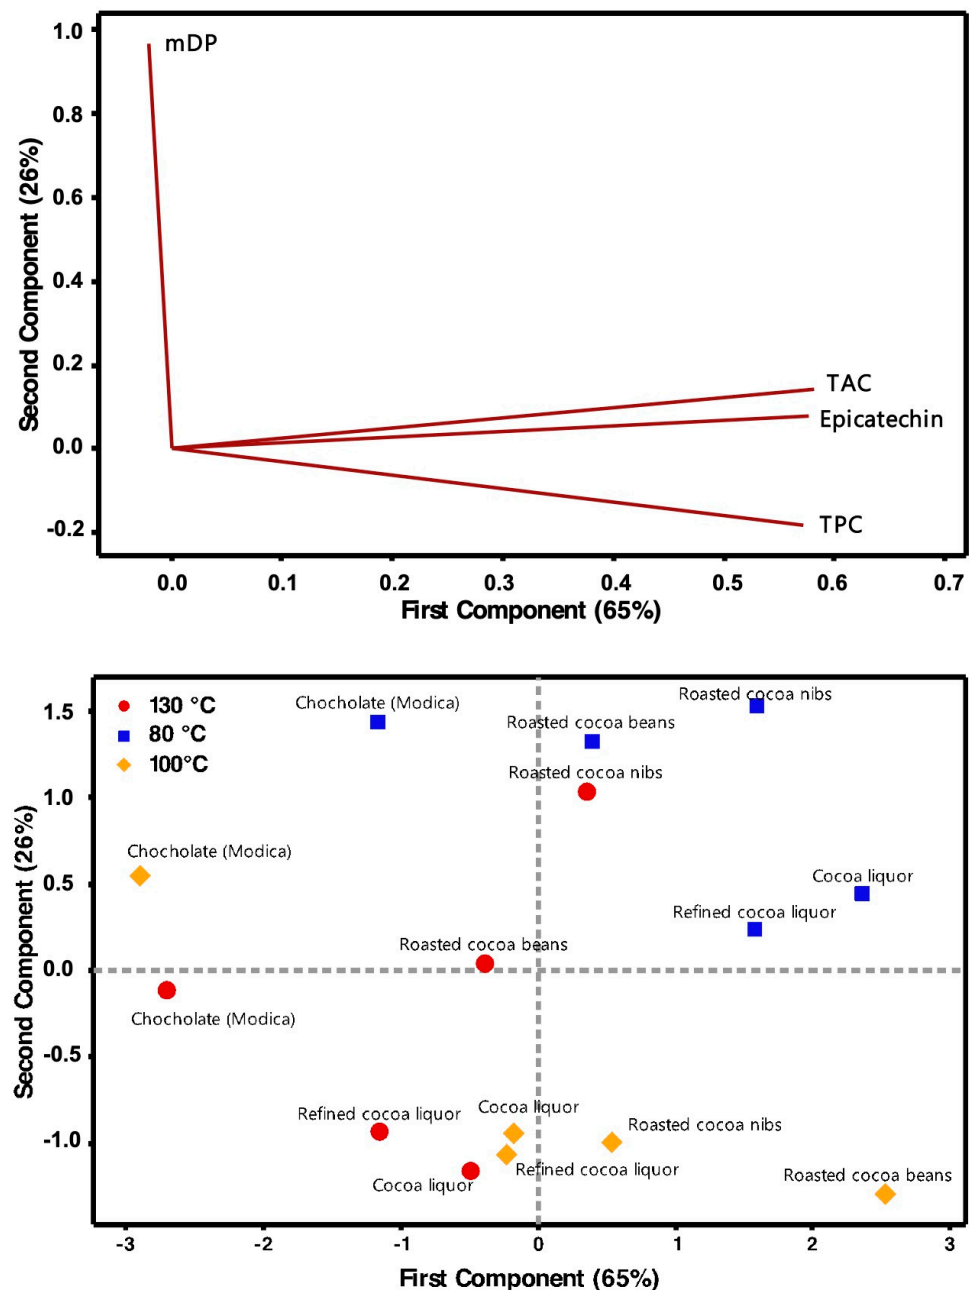 1.0
mDP
0.8
0.6
0.4
0.2
TAC
Epicatechin
0.0
TPC
-0.2
Second Component (26%)
0.0 0.1 0.2 0.3 0.4 0.5 0.6 0.7
First Component (65%)
130 °C
80 °C
100°C
Chocholate (Modica)
Roasted cocoa nibs
1.5
Roasted cocoa beans
Roasted cocoa nibs
1.0
Chocholate (Modica)
Cocoa liquor
0.5
Refined cocoa liquor
Roasted cocoa beans
0.0
Chocholate (Modica)
-0.5
Refined cocoa liquor
Cocoa liquor
Roasted cocoa nibs
-1.0
Refined cocoa liquor
Cocoa liquor
Roasted cocoa beans
Second Component (26%)
-3 -2 -1 0 1 2 3
First Component (65%)